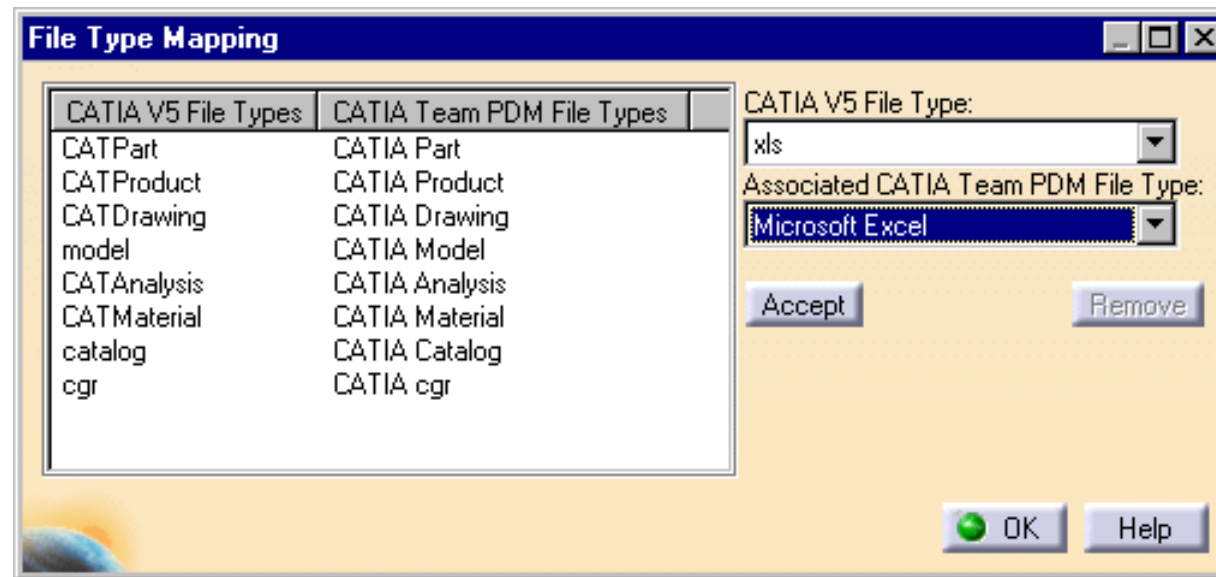 File Type Mapping
CATIA V5 File Types CATIA Team PDM File Types
CATPart CATIA Part
CATProduct CATIA Product
CATDrawing CATIA Drawing
model CATIA Model
CATAnalysis CATIA Analysis
CATMaterial CATIA Material
catalog CATIA Catalog
cgr CATIA cgr
CATIA V5 File Type:
xls
Associated CATIA Team PDM File Type:
Microsoft Excel
Accept Remove
OK Help